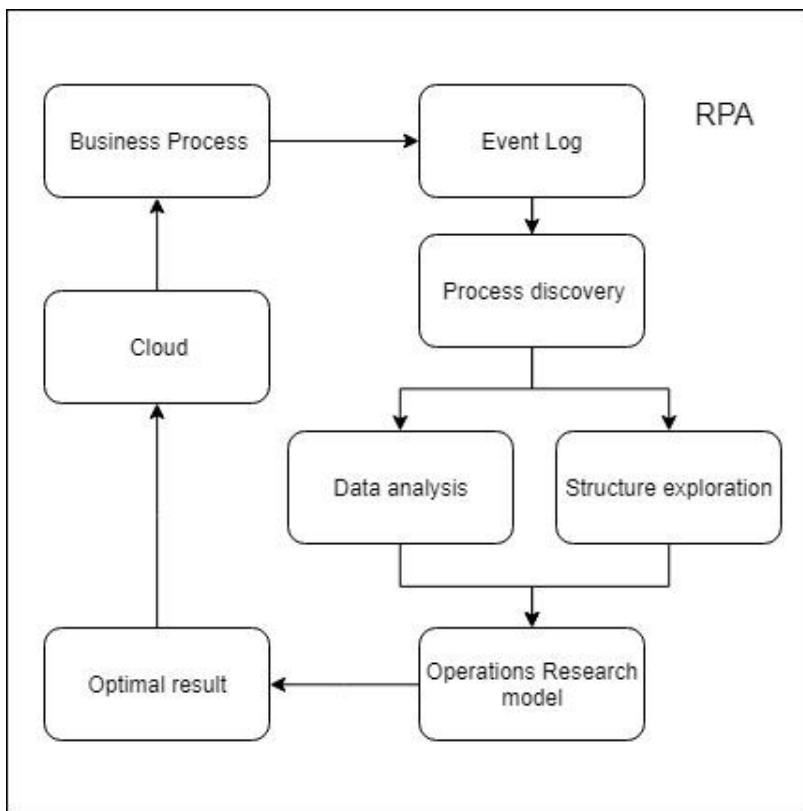 RPA
Business Process
Event Log
Process discovery
Cloud
Data analysis
Structure exploration
Optimal result
Operations Research
model